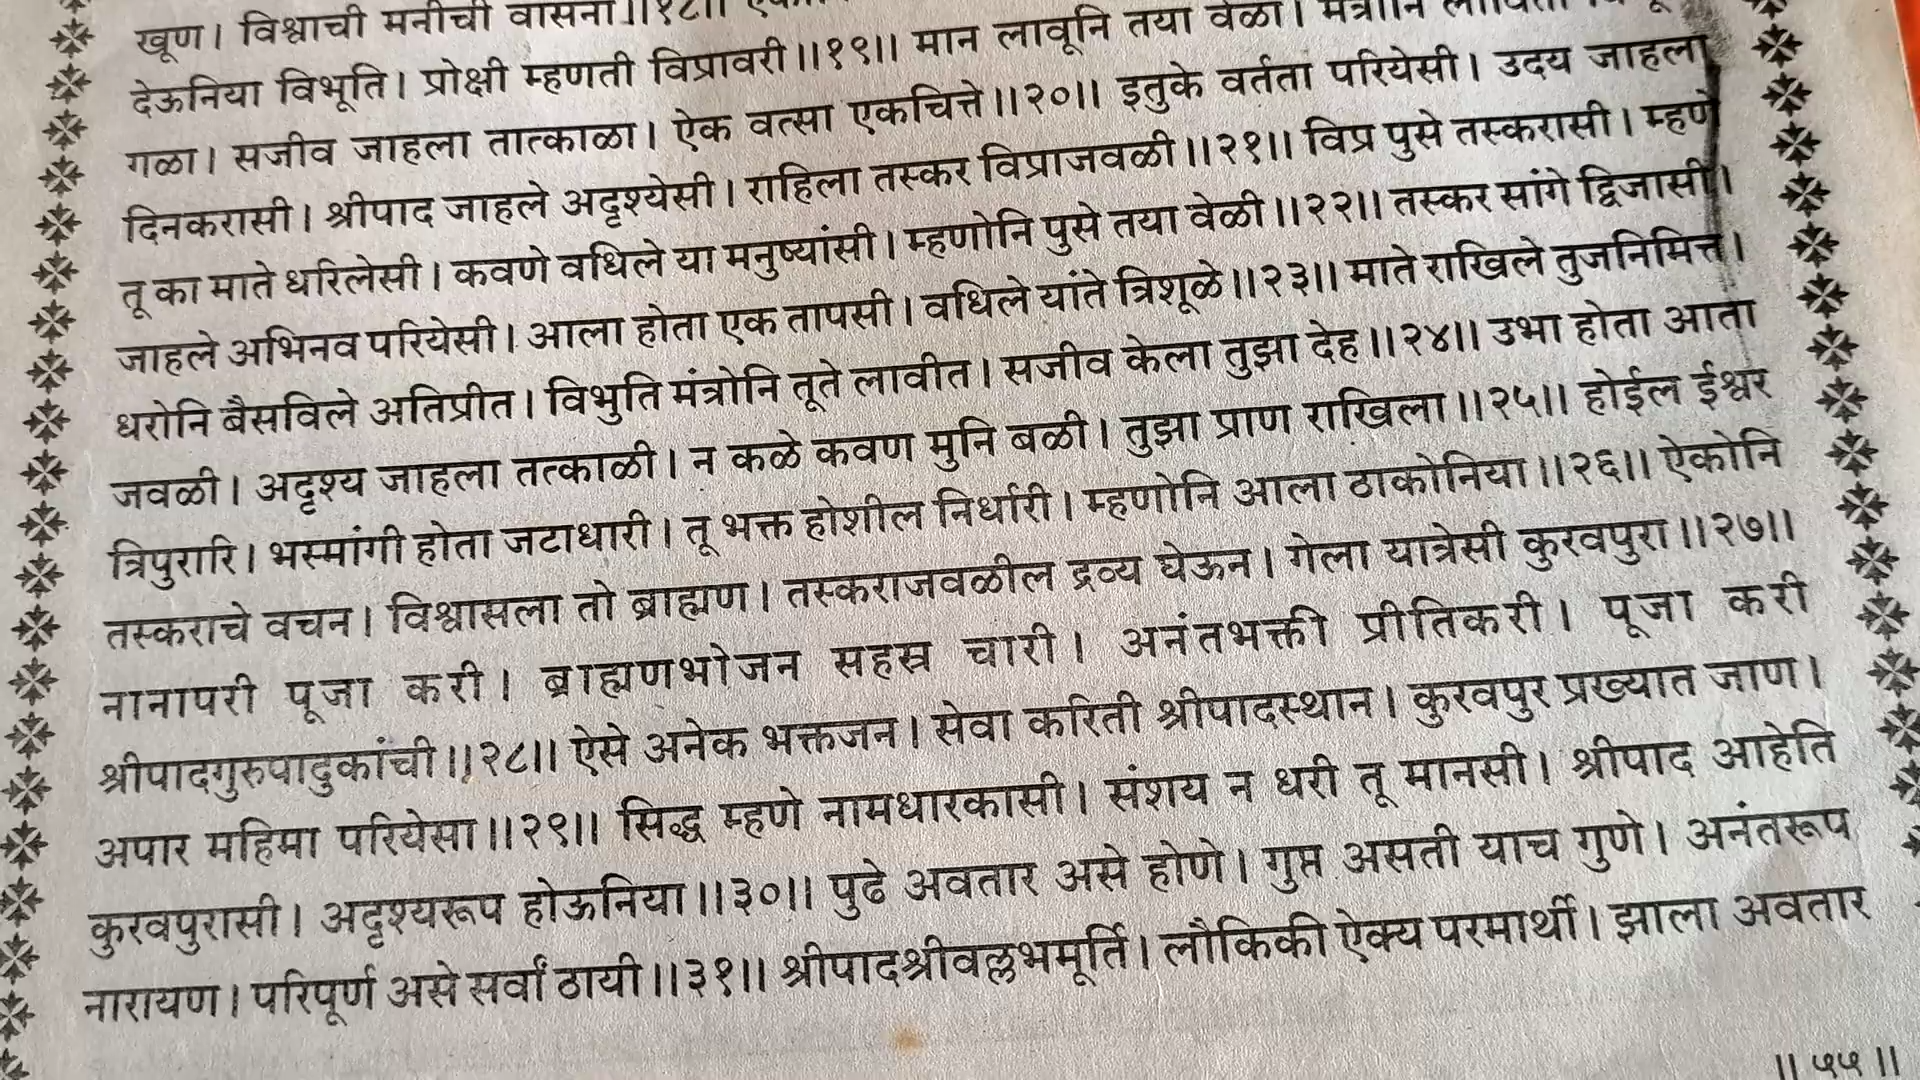 खूण। विश्वाची मनीची वासना॥१८॥
देऊनिया विभूति। प्रोक्षी म्हणती विप्रावरी॥१९॥ मान लावूनि तया वेळा।
गळा। सजीव जाहला तात्काळा। ऐक वत्सा एकचित्ते॥२०॥ इतुके वर्तता परियेसी। उदय जाहला
दिनकरासी। श्रीपाद जाहले अदृश्येसी। राहिला तस्कर विप्राजवळी॥२१॥ विप्र पुसे तस्करासी। म्हणे
तू का माते धरिलेसी। कवणे वधिले या मनुष्यांसी। म्हणोनि पुसे तया वेळी॥२२॥ तस्कर सांगे द्विजासी।
जाहले अभिनव परियेसी। आला होता एक तापसी। वधिले यांते त्रिशूळे॥२३॥ माते राखिले तुजनिमित्त।
धरोनि बैसविले अतिप्रीत। विभुति मंत्रोनि तूते लावीत। सजीव केला तुझा देह॥२४॥ उभा होता आता
जवळी। अदृश्य जाहला तत्काळी। न कळे कवण मुनि बळी। तुझा प्राण राखिला॥२५॥ होईल ईश्वर
त्रिपुरारि। भस्मांगी होता जटाधारी। तू भक्त होशील निर्धारी। म्हणोनि आला ठाकोनिया॥२६॥ ऐकोनि
तस्कराचे वचन। विश्वासला तो ब्राह्मण। तस्कराजवळील द्रव्य घेऊन। गेला यात्रेसी कुरवपुरा॥२७॥
नानापरी पूजा करी। ब्राह्मणभोजन सहस्र चारी। अनंतभक्ती प्रीतिकरी। पूजा करी
श्रीपादगुरुपादुकांची॥२८॥ ऐसे अनेक भक्तजन। सेवा करिती श्रीपादस्थान। कुरवपुर प्रख्यात जाण।
अपार महिमा परियेसा॥२९॥ सिद्ध म्हणे नामधारकासी। संशय न धरी तू मानसी। श्रीपाद आहेति
कुरवपुरासी। अदृश्यरूप होऊनिया॥३०॥ पुढे अवतार असे होणे। गुप्त असती याच गुणे। अनंतरूप
नारायण। परिपूर्ण असे सर्वां ठायी॥३१॥ श्रीपादश्रीवल्लभमूर्ति। लौकिकी ऐक्य परमार्थी। झाला अवतार
॥ ५५ ॥